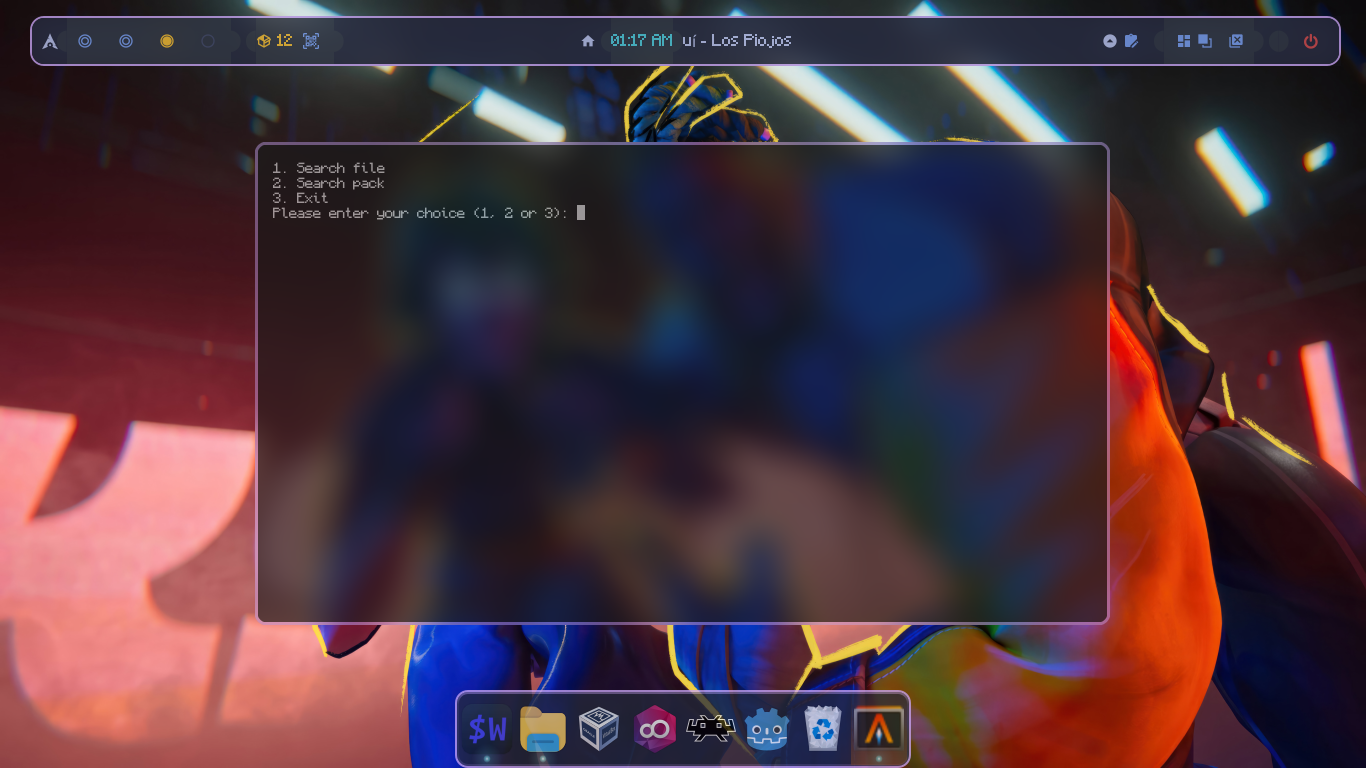 12
01:17 AM uí - Los Piojos
1. Search file
2. Search pack
3. Exit
Please enter your choice (1, 2 or 3):
$W